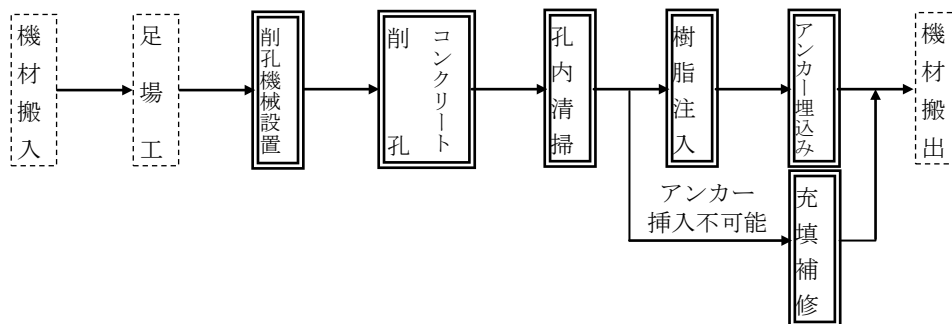 機材搬入
足場工
削孔機械設置
コンクリート
削孔
孔内清掃
樹脂注入
アンカー埋込み
機材搬出
アンカー
挿入不可能
充填補修